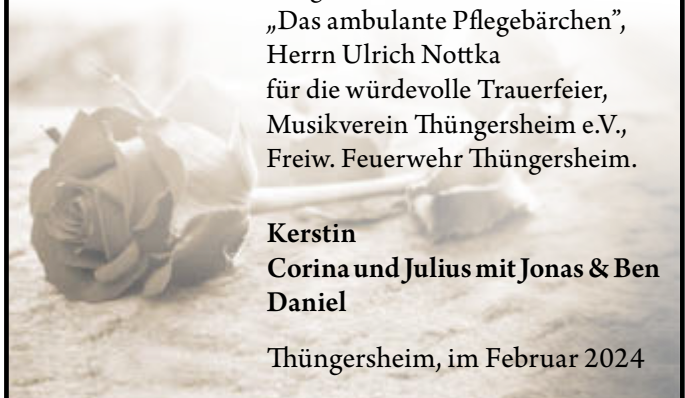 „Das ambulante Pflegebärchen”,
Herrn Ulrich Nottka
für die würdevolle Trauerfeier,
Musikverein Thüngersheim e.V.,
Freiw. Feuerwehr Thüngersheim.
Kerstin
Corina und Julius mit Jonas & Ben
Daniel
Thüngersheim, im Februar 2024